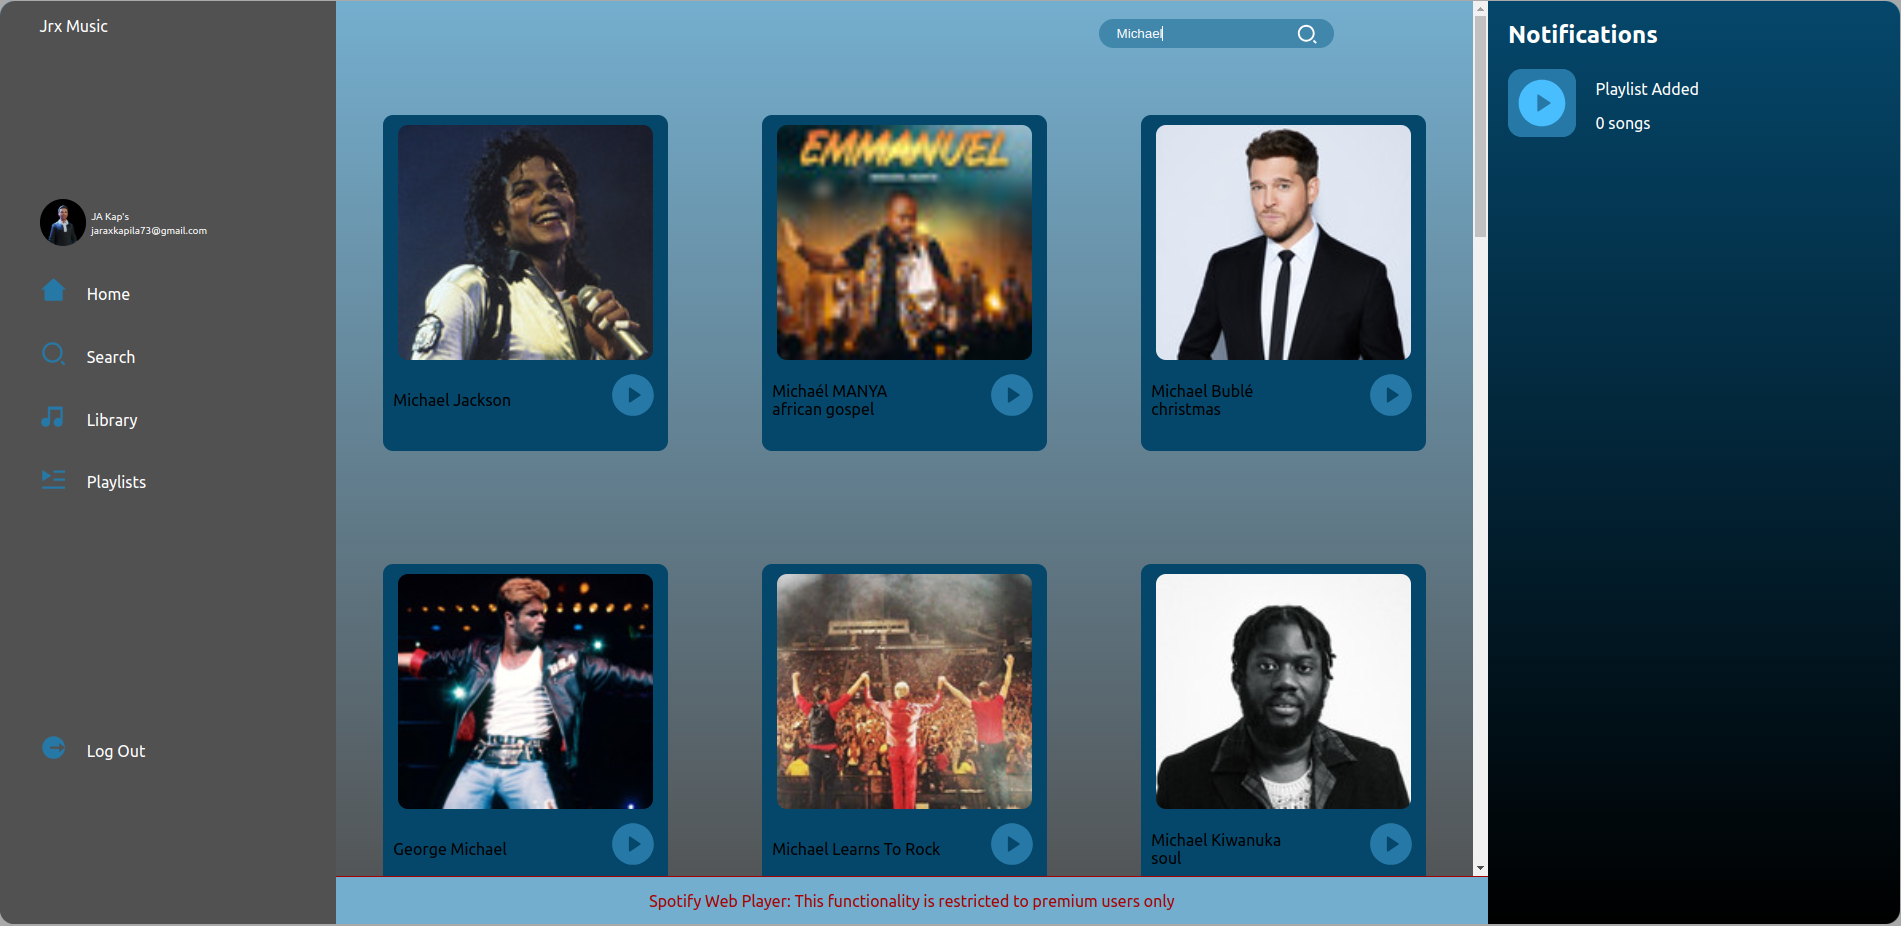 Jrx Music
JA Kap's
jaraxkapila73@gmail.com
Home
Search
Library
Playlists
Log Out
Michael
EMMANUEL
Michael Jackson
Michaél MANYA
african gospel
Michael Bublé
christmas
USA
George Michael
Michael Learns To Rock
Michael Kiwanuka
soul
Spotify Web Player: This functionality is restricted to premium users only
Notifications
Playlist Added
0 songs